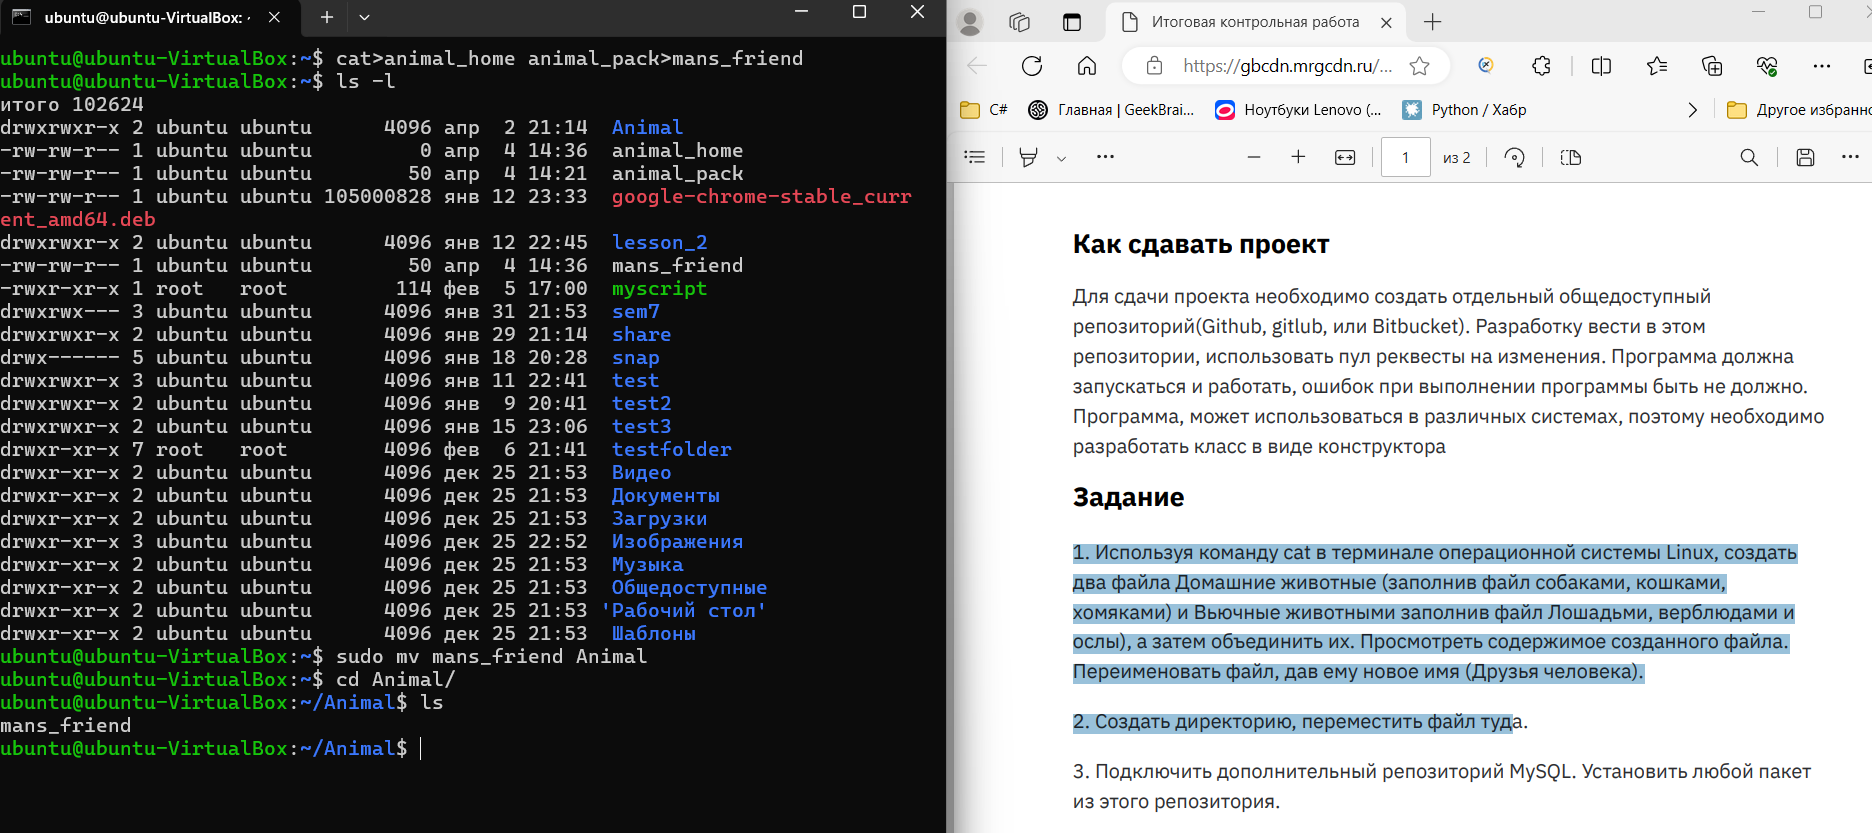 ubuntu@ubuntu-VirtualBox: -
ubuntu@ubuntu-VirtualBox:~$ cat>animal_home animal_pack>mans_friend
ubuntu@ubuntu-VirtualBox:~$ ls -l
итого 102624
drwxrwxr-x 2 ubuntu ubuntu      4096 апр  2 21:14  Animal
-rw-rw-r-- 1 ubuntu ubuntu         0 апр  4 14:36  animal_home
-rw-rw-r-- 1 ubuntu ubuntu        50 апр  4 14:21  animal_pack
-rw-rw-r-- 1 ubuntu ubuntu 105000828 янв 12 23:33  google-chrome-stable_curr
ent_amd64.deb
drwxrwxr-x 2 ubuntu ubuntu      4096 янв 12 22:45  lesson_2
-rw-rw-r-- 1 ubuntu ubuntu        50 апр  4 14:36  mans_friend
-rwxr-xr-x 1 root   root         114 фев  5 17:00  myscript
drwxrwx--- 3 ubuntu ubuntu      4096 янв 31 21:53  sem7
drwxrwxr-x 2 ubuntu ubuntu      4096 янв 29 21:14  share
drwx------ 5 ubuntu ubuntu      4096 янв 18 20:28  snap
drwxrwxr-x 3 ubuntu ubuntu      4096 янв 11 22:41  test
drwxrwxr-x 2 ubuntu ubuntu      4096 янв  9 20:41  test2
drwxrwxr-x 2 ubuntu ubuntu      4096 янв 15 23:06  test3
drwxr-xr-x 7 root   root        4096 фев  6 21:41  testfolder
drwxr-xr-x 2 ubuntu ubuntu      4096 дек 25 21:53  Видео
drwxr-xr-x 2 ubuntu ubuntu      4096 дек 25 21:53  Документы
drwxr-xr-x 2 ubuntu ubuntu      4096 дек 25 21:53  Загрузки
drwxr-xr-x 3 ubuntu ubuntu      4096 дек 25 22:52  Изображения
drwxr-xr-x 2 ubuntu ubuntu      4096 дек 25 21:53  Музыка
drwxr-xr-x 2 ubuntu ubuntu      4096 дек 25 21:53  Общедоступные
drwxr-xr-x 2 ubuntu ubuntu      4096 дек 25 21:53 'Рабочий стол'
drwxr-xr-x 2 ubuntu ubuntu      4096 дек 25 21:53  Шаблоны
ubuntu@ubuntu-VirtualBox:~$ sudo mv mans_friend Animal
ubuntu@ubuntu-VirtualBox:~$ cd Animal/
ubuntu@ubuntu-VirtualBox:~/Animal$ ls
mans_friend
ubuntu@ubuntu-VirtualBox:~/Animal$
Итоговая контрольная работа
https://gbcdn.mrgcdn.ru/...
C# Главная | GeekBrai... Ноутбуки Lenovo (... Python / Хабр Другое избранно
1 из 2
Как сдавать проект
Для сдачи проекта необходимо создать отдельный общедоступный
репозиторий(Github, gitlub, или Bitbucket). Разработку вести в этом
репозитории, использовать пул реквесты на изменения. Программа должна
запускаться и работать, ошибок при выполнении программы быть не должно.
Программа, может использоваться в различных системах, поэтому необходимо
разработать класс в виде конструктора
Задание
1. Используя команду cat в терминале операционной системы Linux, создать
два файла Домашние животные (заполнив файл собаками, кошками,
хомяками) и Вьючные животными заполнив файл Лошадьми, верблюдами и
ослы), а затем объединить их. Просмотреть содержимое созданного файла.
Переименовать файл, дав ему новое имя (Друзья человека).
2. Создать директорию, переместить файл туда.
3. Подключить дополнительный репозиторий MySQL. Установить любой пакет
из этого репозитория.